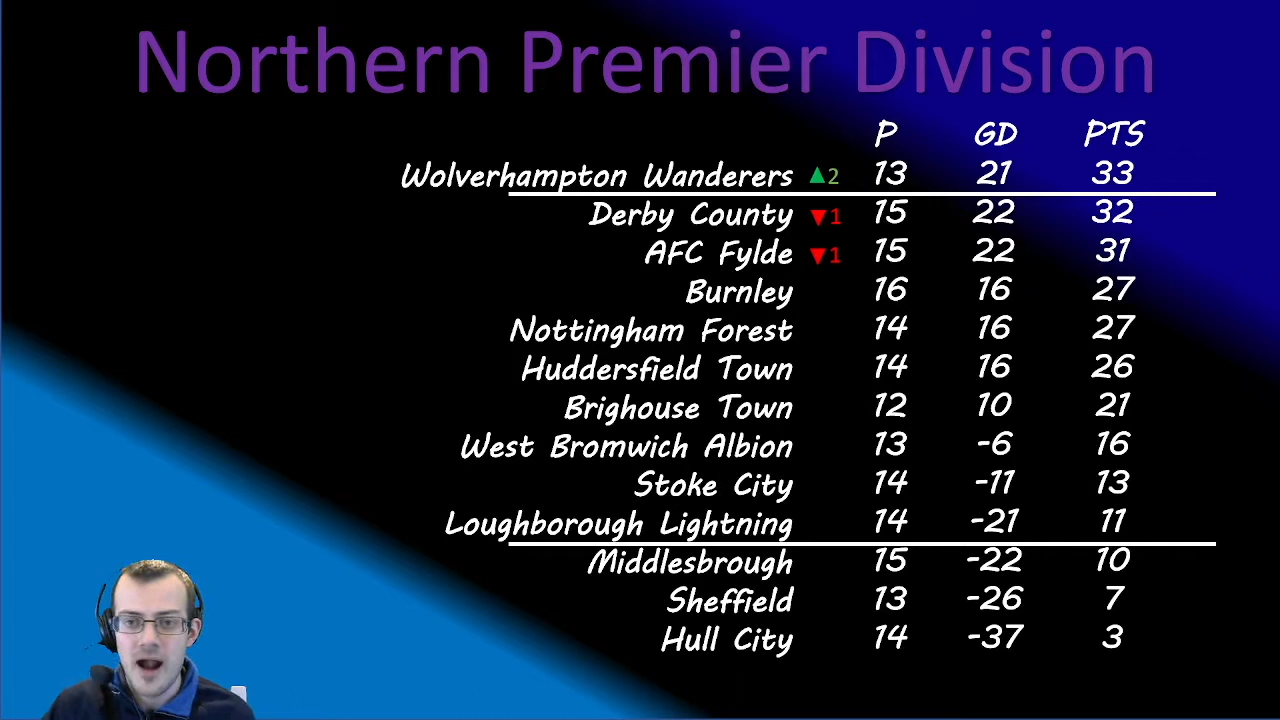 Northern Premier Division
P GD PTS
Wolverhampton Wanderers ▲2 13 21 33
Derby County ▼1 15 22 32
AFC Fylde ▼1 15 22 31
Burnley 16 16 27
Nottingham Forest 14 16 27
Huddersfield Town 14 16 26
Brighouse Town 12 10 21
West Bromwich Albion 13 -6 16
Stoke City 14 -11 13
Loughborough Lightning 14 -21 11
Middlesbrough 15 -22 10
Sheffield 13 -26 7
Hull City 14 -37 3